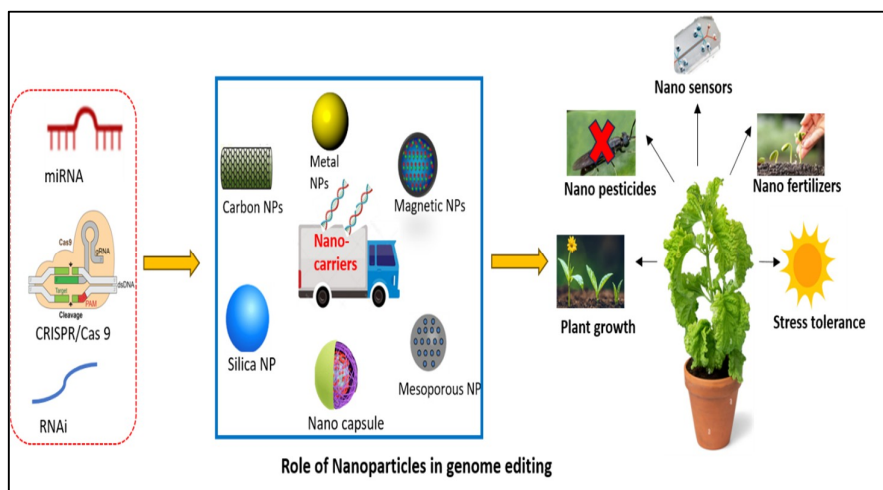 miRNA
Cas9
gRNA
dsDNA
Target
PAM
Cleavage
CRISPR/Cas 9
RNAi
Metal
NPs
Carbon NPs
Magnetic NPs
Nano-
carriers
Silica NP
Mesoporous NP
Nano capsule
Nano sensors
Nano pesticides
Nano fertilizers
Plant growth
Stress tolerance
Role of Nanoparticles in genome editing